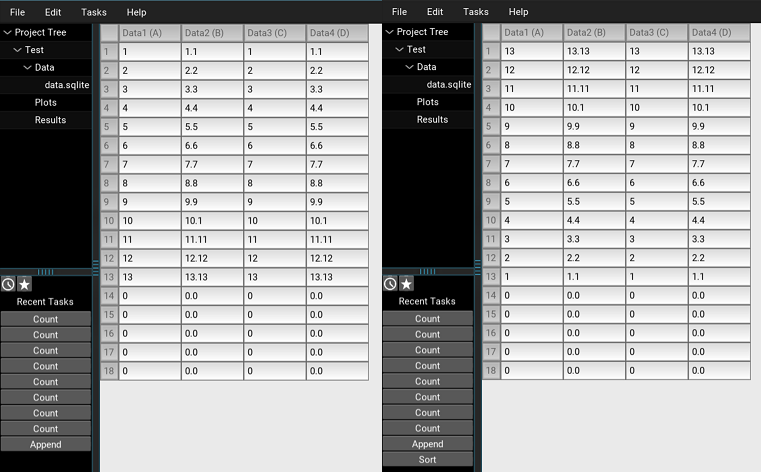 File Edit Tasks Help
Project Tree
Test
Data
data.sqlite
Plots
Results
Recent Tasks
Count
Count
Count
Count
Count
Count
Count
Count
Append
Data1 (A) Data2 (B) Data3 (C) Data4 (D)
1 1 1.1 1 1.1
2 2 2.2 2 2.2
3 3 3.3 3 3.3
4 4 4.4 4 4.4
5 5 5.5 5 5.5
6 6 6.6 6 6.6
7 7 7.7 7 7.7
8 8 8.8 8 8.8
9 9 9.9 9 9.9
10 10 10.1 10 10.1
11 11 11.11 11 11.11
12 12 12.12 12 12.12
13 13 13.13 13 13.13
14 0 0.0 0 0.0
15 0 0.0 0 0.0
16 0 0.0 0 0.0
17 0 0.0 0 0.0
18 0 0.0 0 0.0
File Edit Tasks Help
Project Tree
Test
Data
data.sqlite
Plots
Results
Recent Tasks
Count
Count
Count
Count
Count
Count
Count
Count
Append
Sort
Data1 (A) Data2 (B) Data3 (C) Data4 (D)
1 13 13.13 13 13.13
2 12 12.12 12 12.12
3 11 11.11 11 11.11
4 10 10.1 10 10.1
5 9 9.9 9 9.9
6 8 8.8 8 8.8
7 7 7.7 7 7.7
8 6 6.6 6 6.6
9 5 5.5 5 5.5
10 4 4.4 4 4.4
11 3 3.3 3 3.3
12 2 2.2 2 2.2
13 1 1.1 1 1.1
14 0 0.0 0 0.0
15 0 0.0 0 0.0
16 0 0.0 0 0.0
17 0 0.0 0 0.0
18 0 0.0 0 0.0